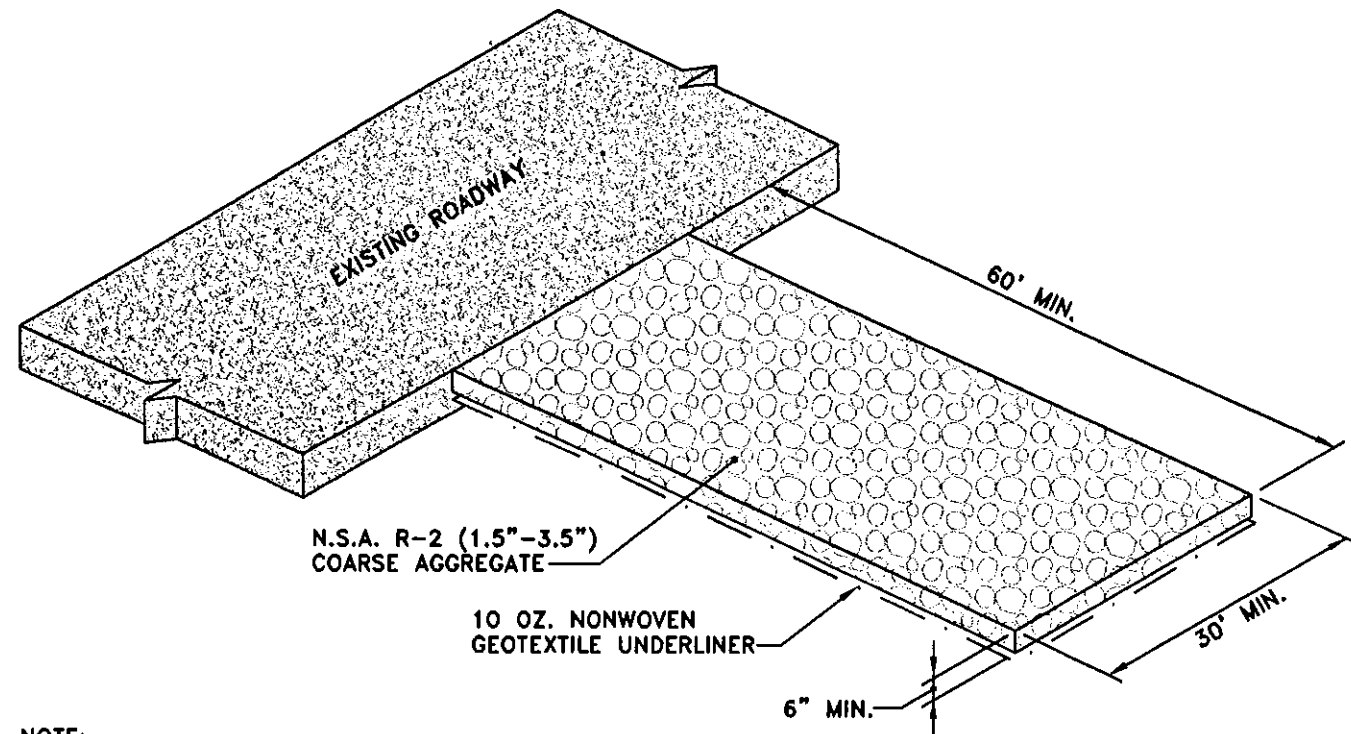 EXISTING ROADWAY
60' MIN.
N.S.A. R-2 (1.5"-3.5")
COARSE AGGREGATE
10 OZ. NONWOVEN
GEOTEXTILE UNDERLINER
30' MIN.
6" MIN.
NOTE: